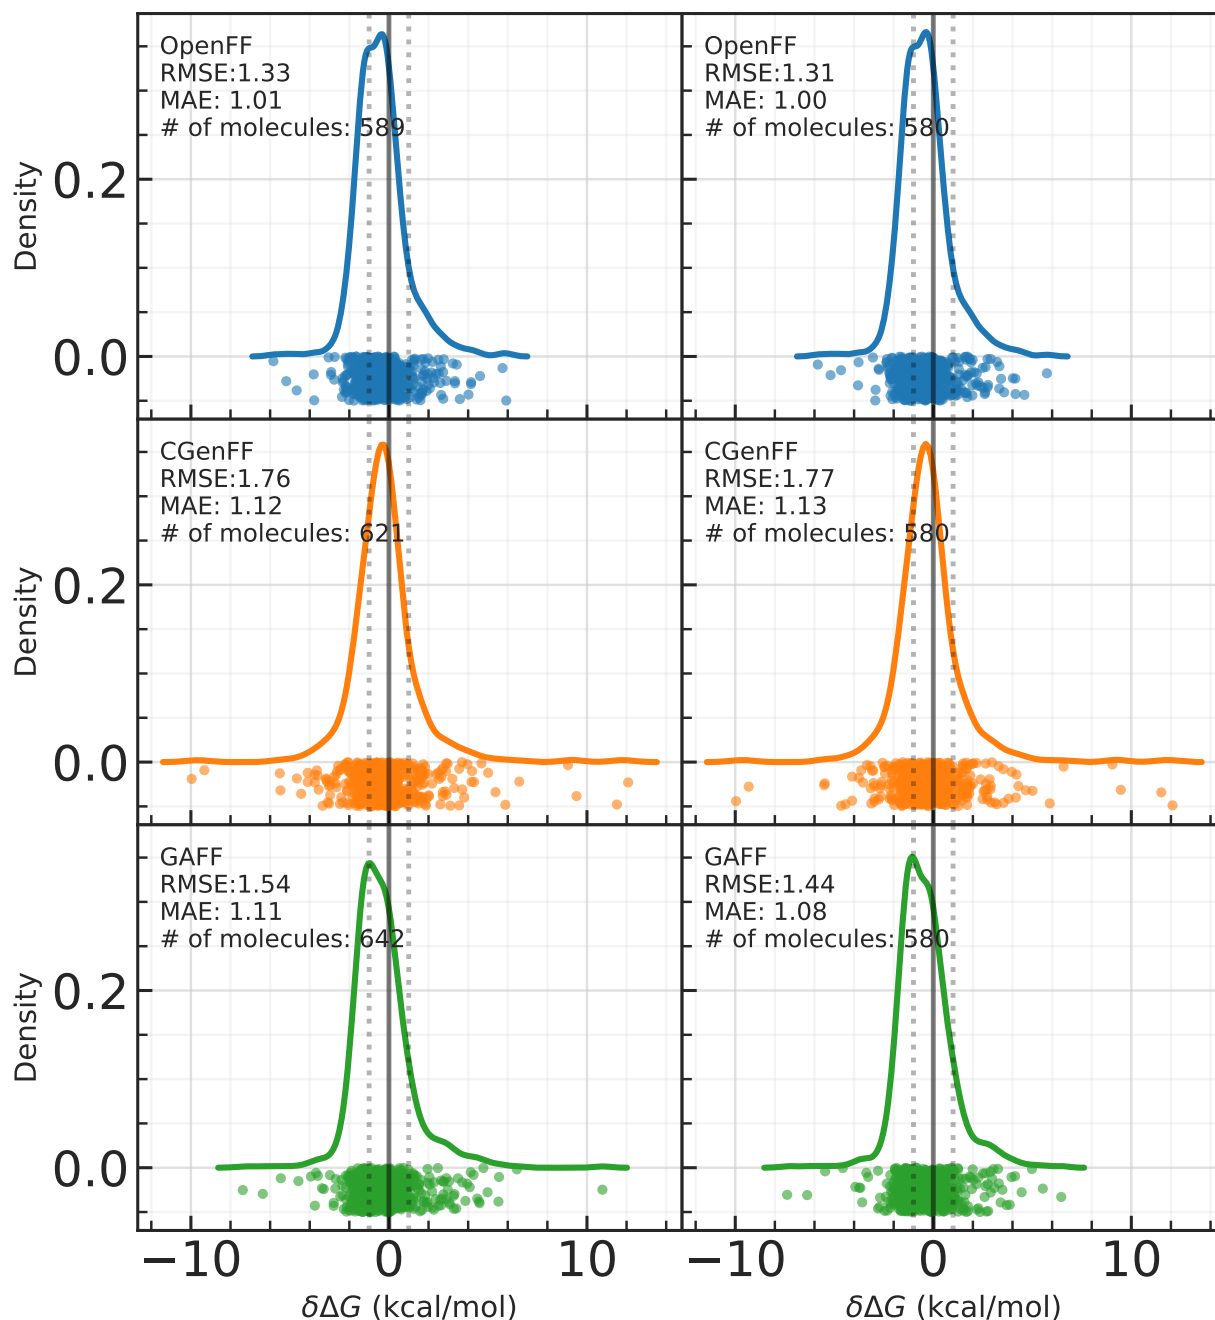 OpenFF
RMSE:1.33
MAE: 1.01
# of molecules: 589
OpenFF
RMSE:1.31
MAE: 1.00
# of molecules: 580
Density
0.2
0.0
CGenFF
RMSE:1.76
MAE: 1.12
# of molecules: 621
CGenFF
RMSE:1.77
MAE: 1.13
# of molecules: 580
Density
0.2
0.0
GAFF
RMSE:1.54
MAE: 1.11
# of molecules: 642
GAFF
RMSE:1.44
MAE: 1.08
# of molecules: 580
Density
0.2
0.0
−10 0 10
−10 0 10
δΔG (kcal/mol)
δΔG (kcal/mol)